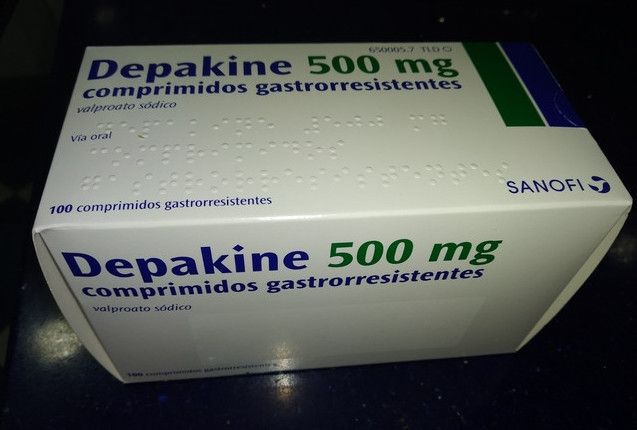 650005.7 TLD O
Depakine 500 mg
comprimidos gastrorresistentes
valproato sódico
vía oral
SANOFI
100 comprimidos gastrorresistentes
Depakine 500 mg
comprimidos gastrorresistentes
valproato sódico
100 comprimidos gastrorresistentes